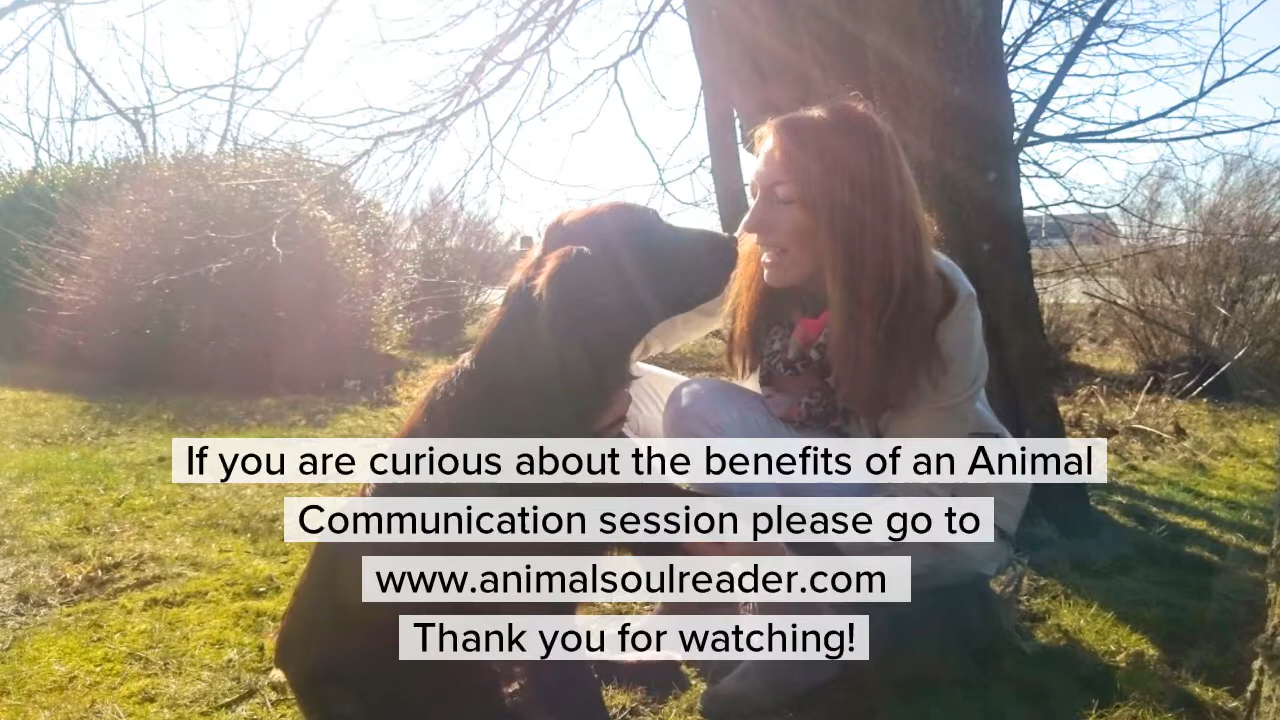 If you are curious about the benefits of an Animal
Communication session please go to
www.animalsoulreader.com
Thank you for watching!